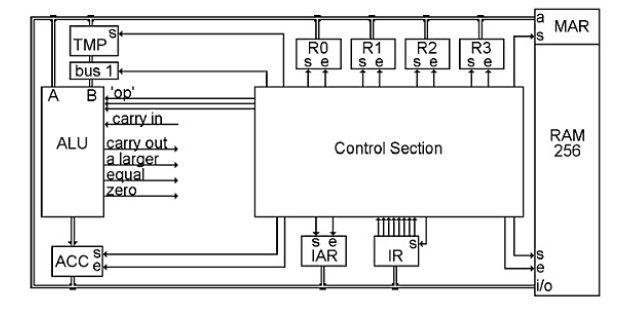 a
MAR
s
TMP
s
R0
R1
R2
R3
s e
s e
s e
s e
bus 1
A
B
'op'
carry in
ALU
carry out
a larger
equal
zero
Control Section
RAM
256
ACC
s
e
s e
IAR
s
IR
s
e
i/o